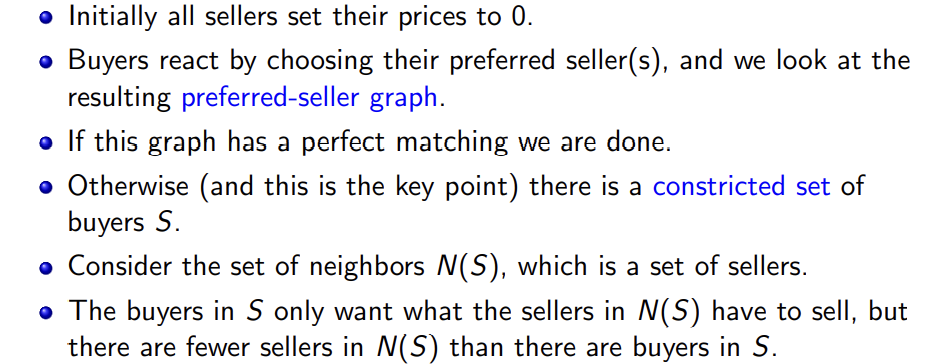 Initially all sellers set their prices to 0.
Buyers react by choosing their preferred seller(s), and we look at the
resulting preferred-seller graph.
If this graph has a perfect matching we are done.
Otherwise (and this is the key point) there is a constricted set of
buyers S.
Consider the set of neighbors N(S), which is a set of sellers.
The buyers in S only want what the sellers in N(S) have to sell, but
there are fewer sellers in N(S) than there are buyers in S.